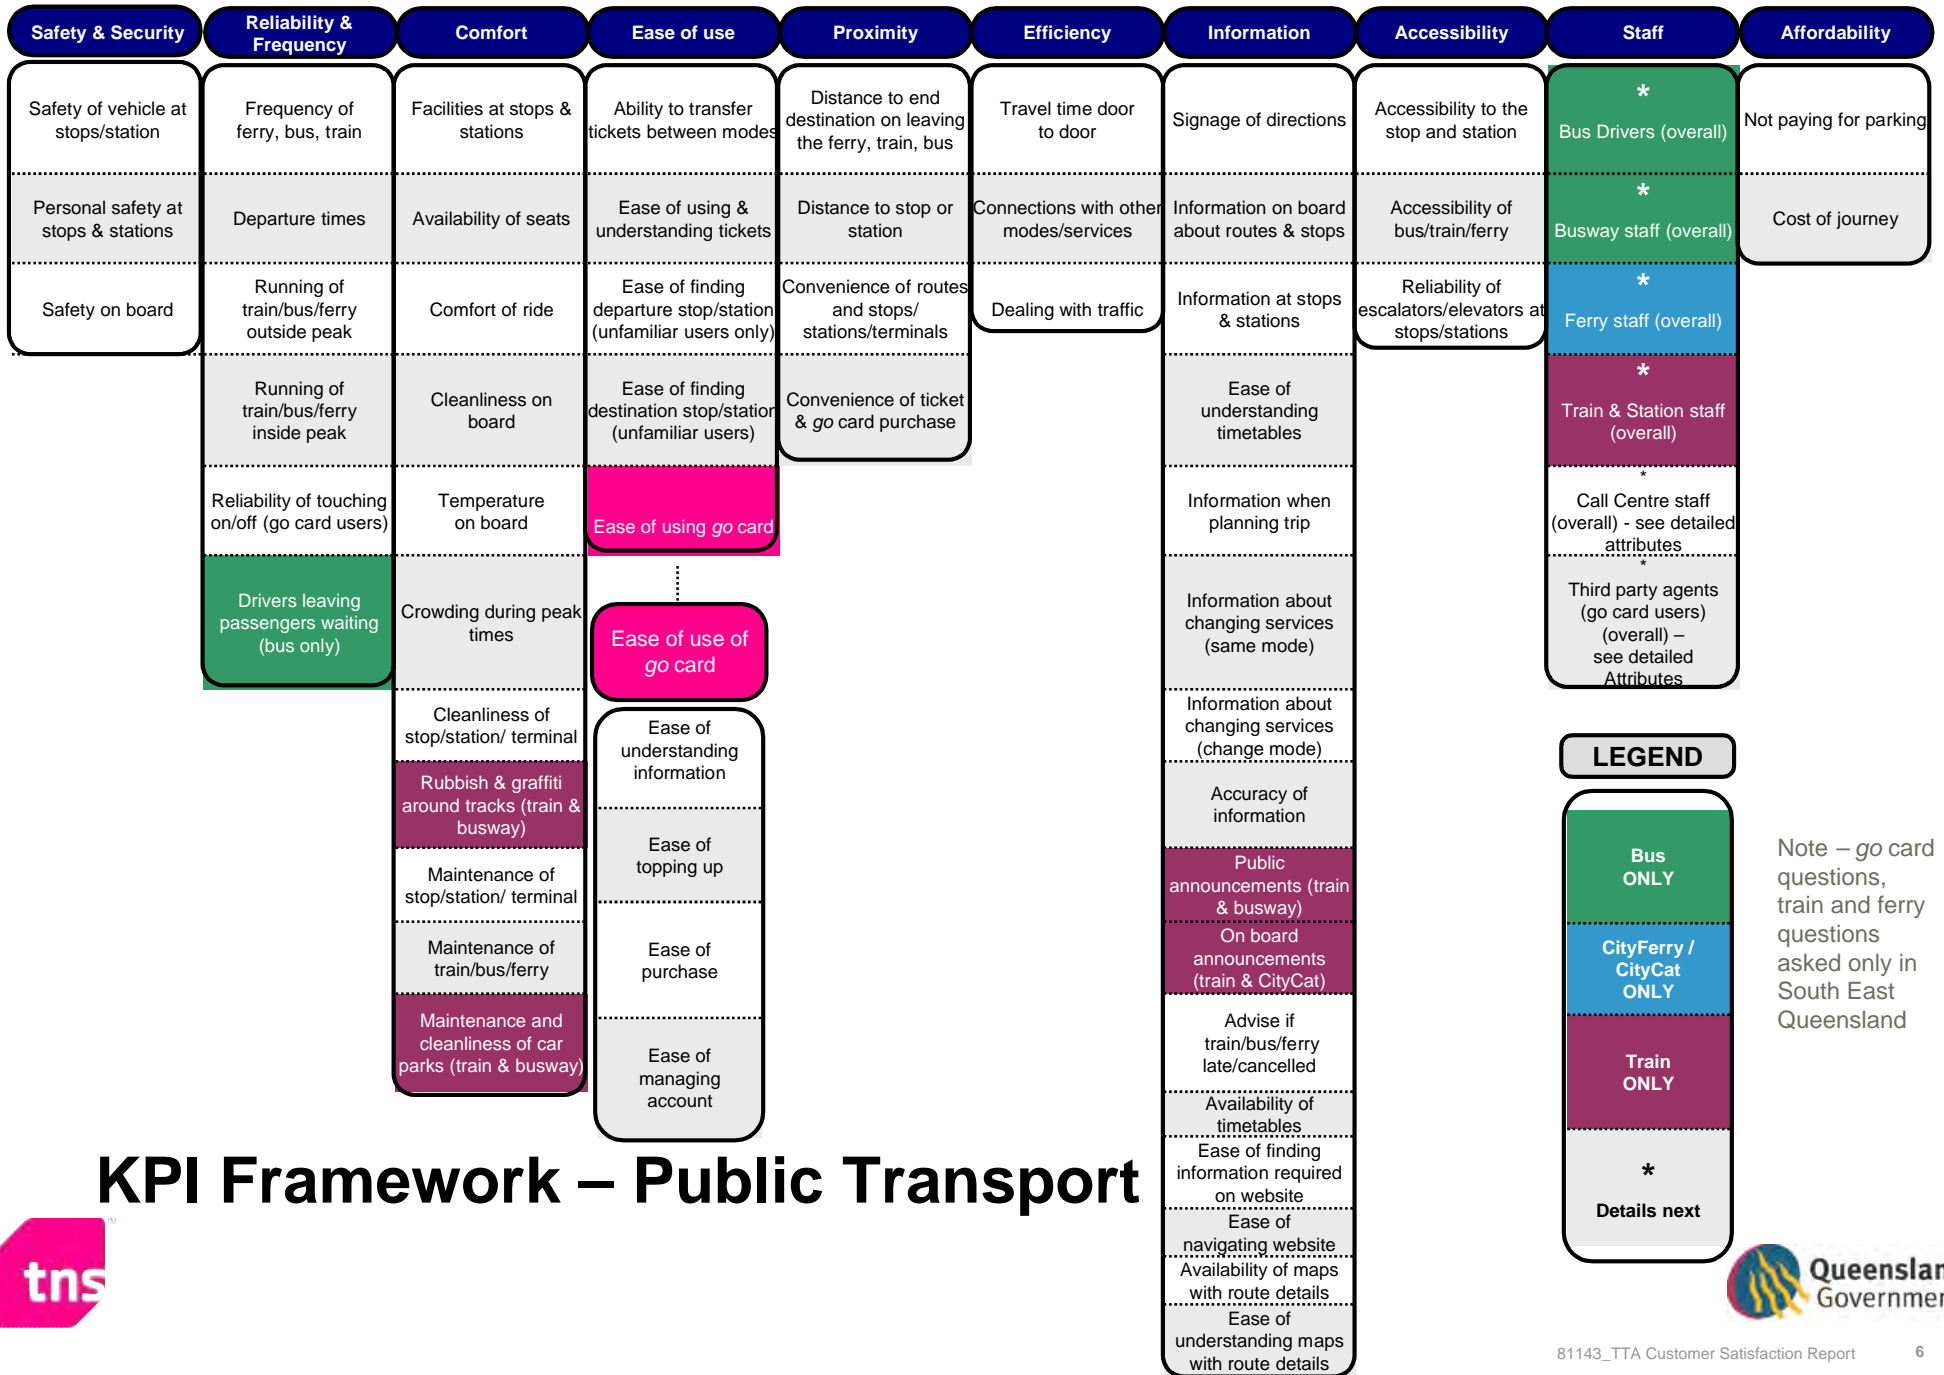 Safety & Security
Reliability &
Frequency
Comfort
Ease of use
Proximity
Efficiency
Information
Accessibility
Staff
Affordability
Safety of vehicle at
stops/station
Personal safety at
stops & stations
Safety on board
Frequency of
ferry, bus, train
Departure times
Running of
train/bus/ferry
outside peak
Running of
train/bus/ferry
inside peak
Reliability of touching
on/off (go card users)
Drivers leaving
passengers waiting
(bus only)
Facilities at stops &
stations
Availability of seats
Comfort of ride
Cleanliness on
board
Temperature
on board
Crowding during peak
times
Cleanliness of
stop/station/ terminal
Rubbish & graffiti
around tracks (train &
busway)
Maintenance of
stop/station/ terminal
Maintenance of
train/bus/ferry
Maintenance and
cleanliness of car
parks (train & busway)
Ability to transfer
tickets between modes
Ease of using &
understanding tickets
Ease of finding
departure stop/station
(unfamiliar users only)
Ease of finding
destination stop/station
(unfamiliar users)
Ease of using go card
Ease of use of
go card
Ease of
understanding
information
Ease of
topping up
Ease of
purchase
Ease of
managing
account
Distance to end
destination on leaving
the ferry, train, bus
Distance to stop or
station
Convenience of routes
and stops/
stations/terminals
Convenience of ticket
& go card purchase
Travel time door
to door
Connections with other
modes/services
Dealing with traffic
Signage of directions
Information on board
about routes & stops
Information at stops
& stations
Ease of
understanding
timetables
Information when
planning trip
Information about
changing services
(same mode)
Information about
changing services
(change mode)
Accuracy of
information
Public
announcements (train
& busway)
On board
announcements
(train & CityCat)
Advise if
train/bus/ferry
late/cancelled
Availability of
timetables
Ease of finding
information required
on website
Ease of
navigating website
Availability of maps
with route details
Ease of
understanding maps
with route details
Accessibility to the
stop and station
Accessibility of
bus/train/ferry
Reliability of
escalators/elevators at
stops/stations
*
Bus Drivers (overall)
*
Busway staff (overall)
*
Ferry staff (overall)
*
Train & Station staff
(overall)
*
Call Centre staff
(overall) - see detailed
attributes
*
Third party agents
(go card users)
(overall) –
see detailed
Attributes
Not paying for parking
Cost of journey
LEGEND
Bus
ONLY
CityFerry /
CityCat
ONLY
Train
ONLY
*
Details next
Note – go card
questions,
train and ferry
questions
asked only in
South East
Queensland
KPI Framework – Public Transport
tns
TM
Queenslan
Governmen
81143_TTA Customer Satisfaction Report 6